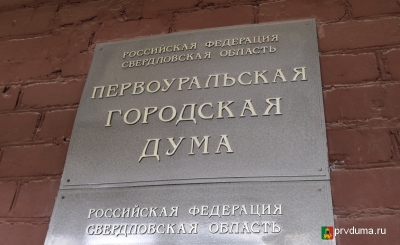 РОССИЙСКАЯ ФЕДЕРАЦИЯ
СВЕРДЛОВСКАЯ ОБЛАСТЬ
ПЕРВОУРАЛЬСКАЯ
ГОРОДСКАЯ
ДУМА
РОССИЙСКАЯ ФЕДЕРАЦИЯ
СВЕРДЛОВСКАЯ ОБЛАСТЬ
prvduma.ru